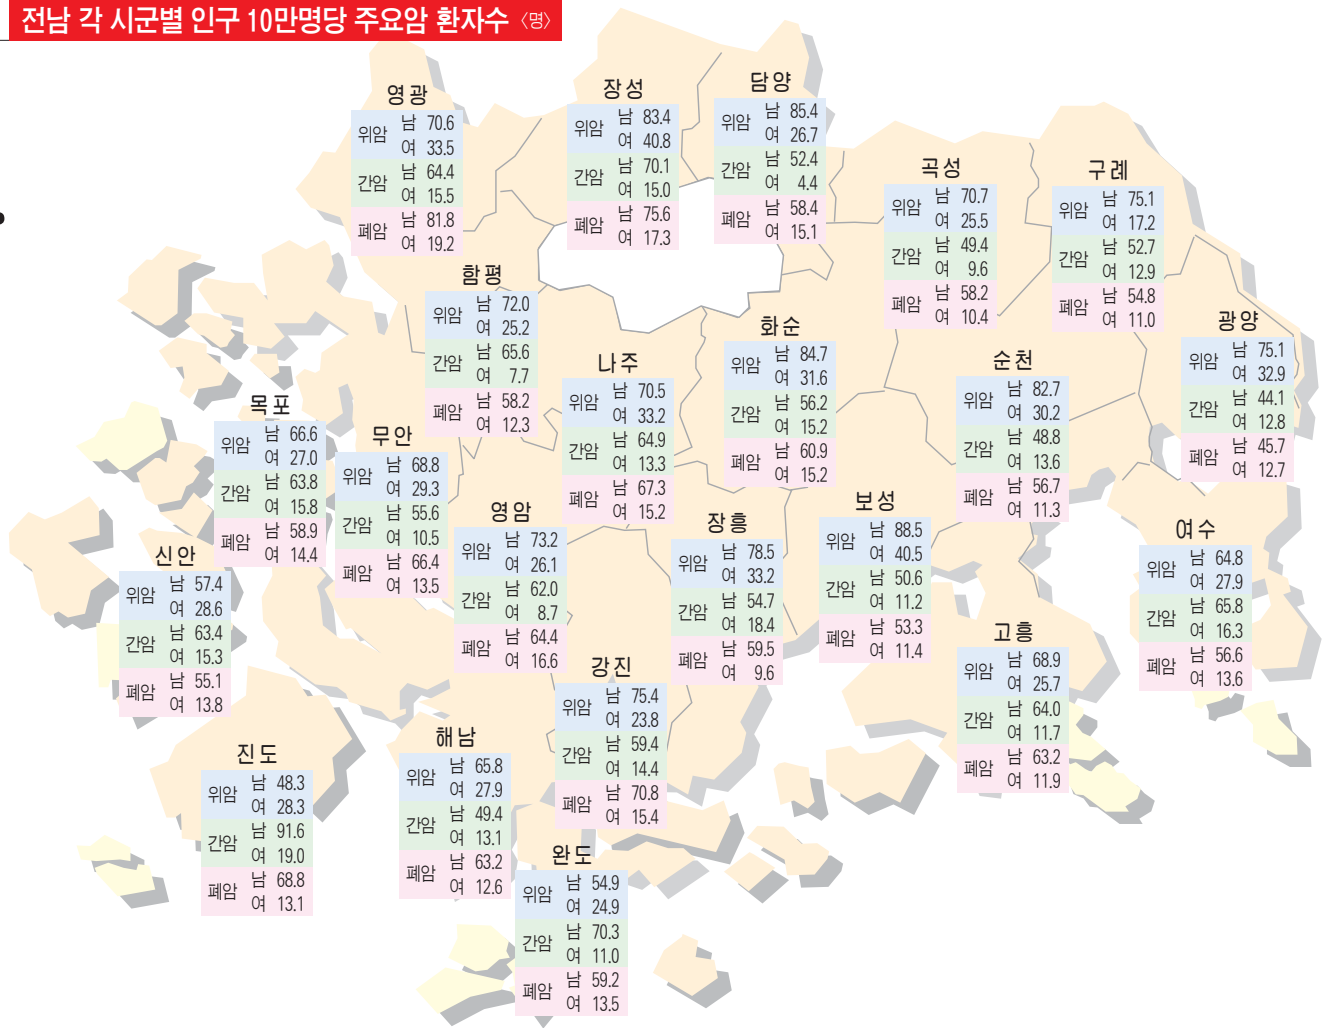 전남 각 시군별 인구 10만명당 주요암 환자수 〈명〉
영광
위암 남 70.6
여 33.5
간암 남 64.4
여 15.5
폐암 남 81.8
여 19.2
장성
위암 남 83.4
여 40.8
간암 남 70.1
여 15.0
폐암 남 75.6
여 17.3
담양
위암 남 85.4
여 26.7
간암 남 52.4
여 4.4
폐암 남 58.4
여 15.1
곡성
위암 남 70.7
여 25.5
간암 남 49.4
여 9.6
폐암 남 58.2
여 10.4
구례
위암 남 75.1
여 17.2
간암 남 52.7
여 12.9
폐암 남 54.8
여 11.0
함평
위암 남 72.0
여 25.2
간암 남 65.6
여 7.7
폐암 남 58.2
여 12.3
나주
위암 남 70.5
여 33.2
간암 남 64.9
여 13.3
폐암 남 67.3
여 15.2
화순
위암 남 84.7
여 31.6
간암 남 56.2
여 15.2
폐암 남 60.9
여 15.2
순천
위암 남 82.7
여 30.2
간암 남 48.8
여 13.6
폐암 남 56.7
여 11.3
광양
위암 남 75.1
여 32.9
간암 남 44.1
여 12.8
폐암 남 45.7
여 12.7
목포
위암 남 66.6
여 27.0
간암 남 63.8
여 15.8
폐암 남 58.9
여 14.4
무안
위암 남 68.8
여 29.3
간암 남 55.6
여 10.5
폐암 남 66.4
여 13.5
영암
위암 남 73.2
여 26.1
간암 남 62.0
여 8.7
폐암 남 64.4
여 16.6
장흥
위암 남 78.5
여 33.2
간암 남 54.7
여 18.4
폐암 남 59.5
여 9.6
보성
위암 남 88.5
여 40.5
간암 남 50.6
여 11.2
폐암 남 53.3
여 11.4
여수
위암 남 64.8
여 27.9
간암 남 65.8
여 16.3
폐암 남 56.6
여 13.6
신안
위암 남 57.4
여 28.6
간암 남 63.4
여 15.3
폐암 남 55.1
여 13.8
강진
위암 남 75.4
여 23.8
간암 남 59.4
여 14.4
폐암 남 70.8
여 15.4
고흥
위암 남 68.9
여 25.7
간암 남 64.0
여 11.7
폐암 남 63.2
여 11.9
진도
위암 남 48.3
여 28.3
간암 남 91.6
여 19.0
폐암 남 68.8
여 13.1
해남
위암 남 65.8
여 27.9
간암 남 49.4
여 13.1
폐암 남 63.2
여 12.6
완도
위암 남 54.9
여 24.9
간암 남 70.3
여 11.0
폐암 남 59.2
여 13.5